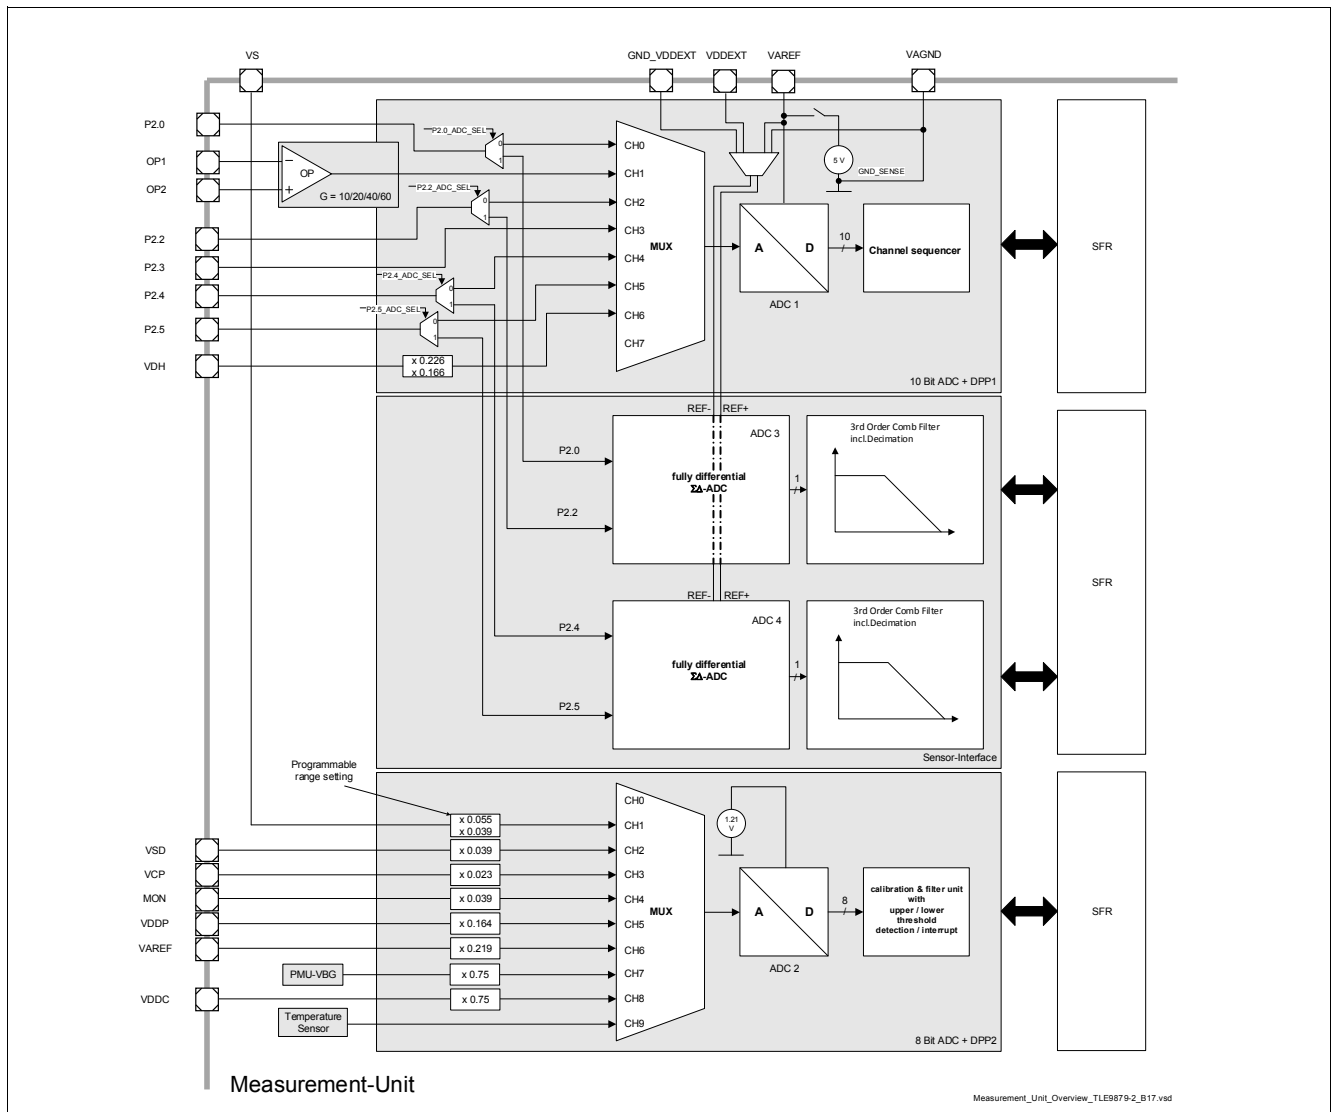 VS
GND_VDDEXT
VDDEXT
VAREF
VAGND
P2.0
OP1
OP2
P2.2
P2.3
P2.4
P2.5
VDH
OP
G = 10/20/40/60
P2.0_ADC_SEL
0
1
P2.2_ADC_SEL
0
1
P2.4_ADC_SEL
0
1
P2.5_ADC_SEL
0
1
x 0.226
x 0.166
CH0
CH1
CH2
CH3
MUX
CH4
CH5
CH6
CH7
5 V
GND_SENSE
A
D
ADC 1
10
Channel sequencer
10 Bit ADC + DPP1
SFR
REF-
REF+
ADC 3
P2.0
fully differential
ΣΔ-ADC
P2.2
1
3rd Order Comb Filter
incl.Decimation
REF-
REF+
ADC 4
P2.4
fully differential
ΣΔ-ADC
P2.5
1
3rd Order Comb Filter
incl.Decimation
Sensor-Interface
SFR
Programmable
range setting
VSD
VCP
MON
VDDP
VAREF
PMU-VBG
VDDC
Temperature
Sensor
x 0.055
x 0.039
x 0.039
x 0.023
x 0.039
x 0.164
x 0.219
x 0.75
x 0.75
CH0
CH1
CH2
CH3
CH4
MUX
CH5
CH6
CH7
CH8
CH9
1.21
V
A
D
ADC 2
8
calibration & filter unit
with
upper / lower
threshold
detection / interrupt
8 Bit ADC + DPP2
SFR
Measurement-Unit
Measurement_Unit_Overview_TLE9879-2_B17.vsd